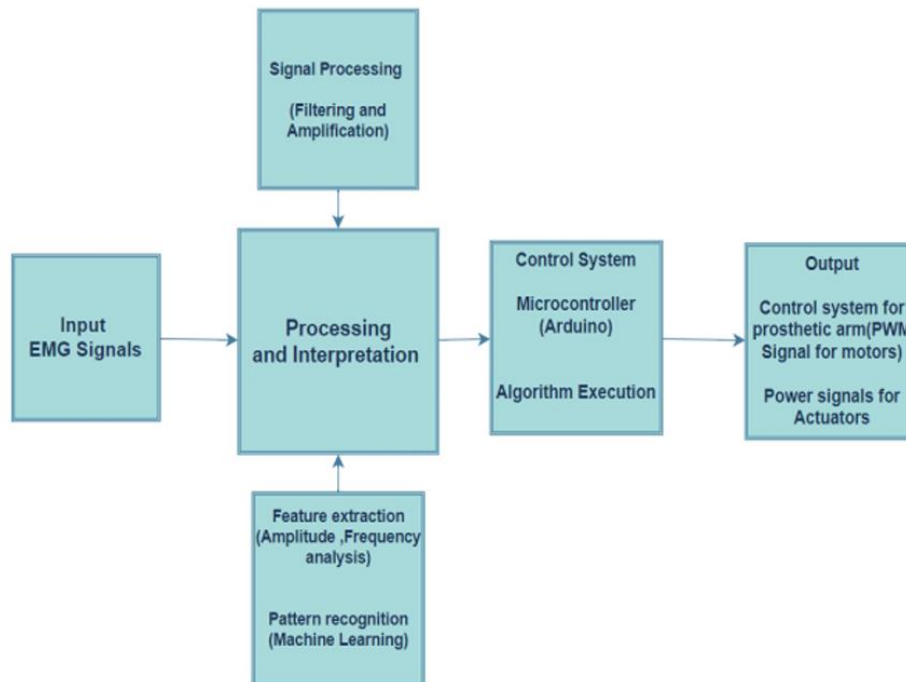 Signal Processing
(Filtering and
Amplification)
Input
EMG Signals
Processing
and Interpretation
Control System
Microcontroller
(Arduino)
Algorithm Execution
Output
Control system for
prosthetic arm(PWM
Signal for motors)
Power signals for
Actuators
Feature extraction
(Amplitude ,Frequency
analysis)
Pattern recognition
(Machine Learning)